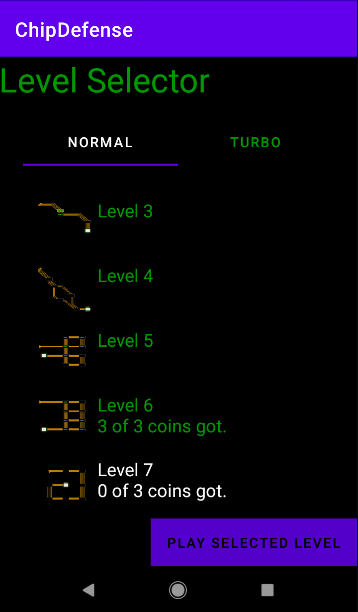 ChipDefense
Level Selector
NORMAL TURBO
Level 3
Level 4
Level 5
Level 6
3 of 3 coins got.
Level 7
0 of 3 coins got.
PLAY SELECTED LEVEL